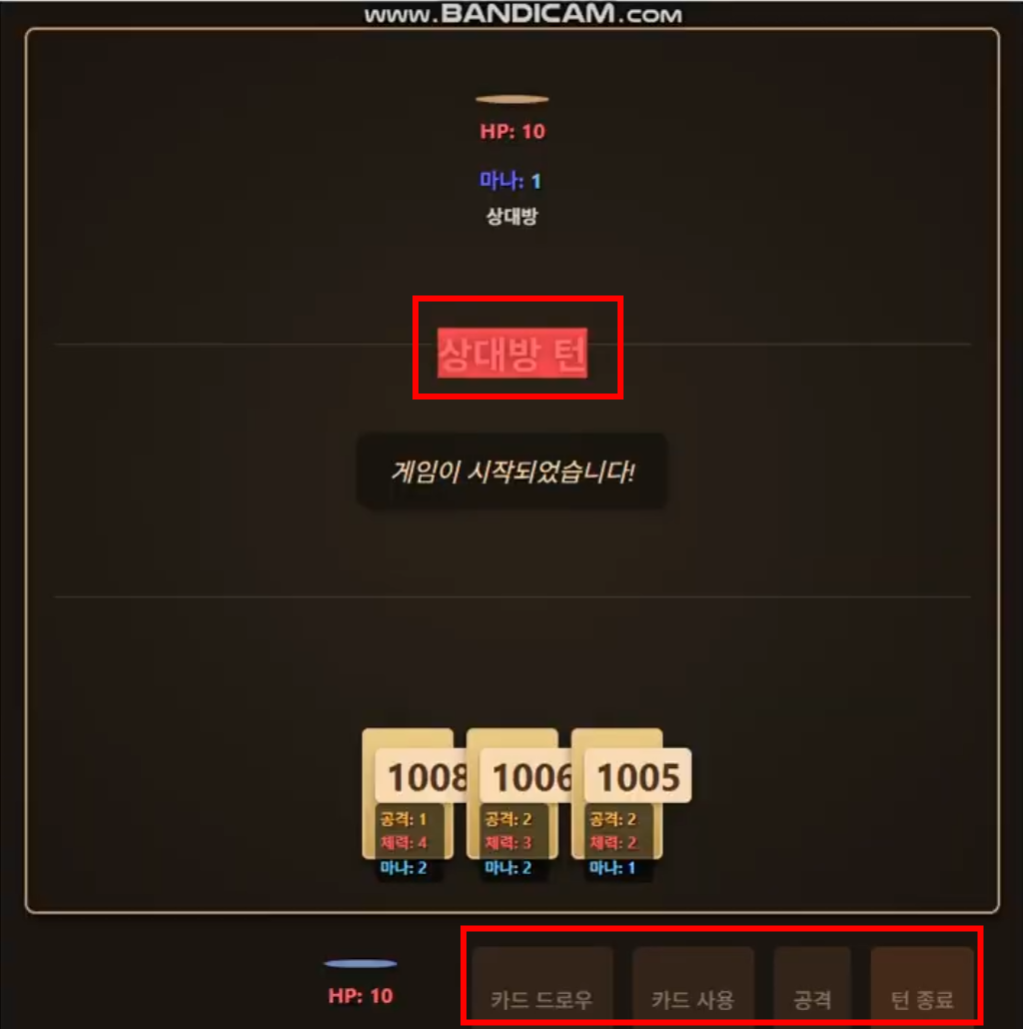 www.BANDICAM.com
HP: 10
마나: 1
상대방
상대방 턴
게임이 시작되었습니다!
1008 1006 1005
공격: 1 공격: 2 공격: 2
체력: 4 체력: 3 체력: 2
마나: 2 마나: 2 마나: 1
HP: 10
카드 드로우 카드 사용 공격 턴 종료